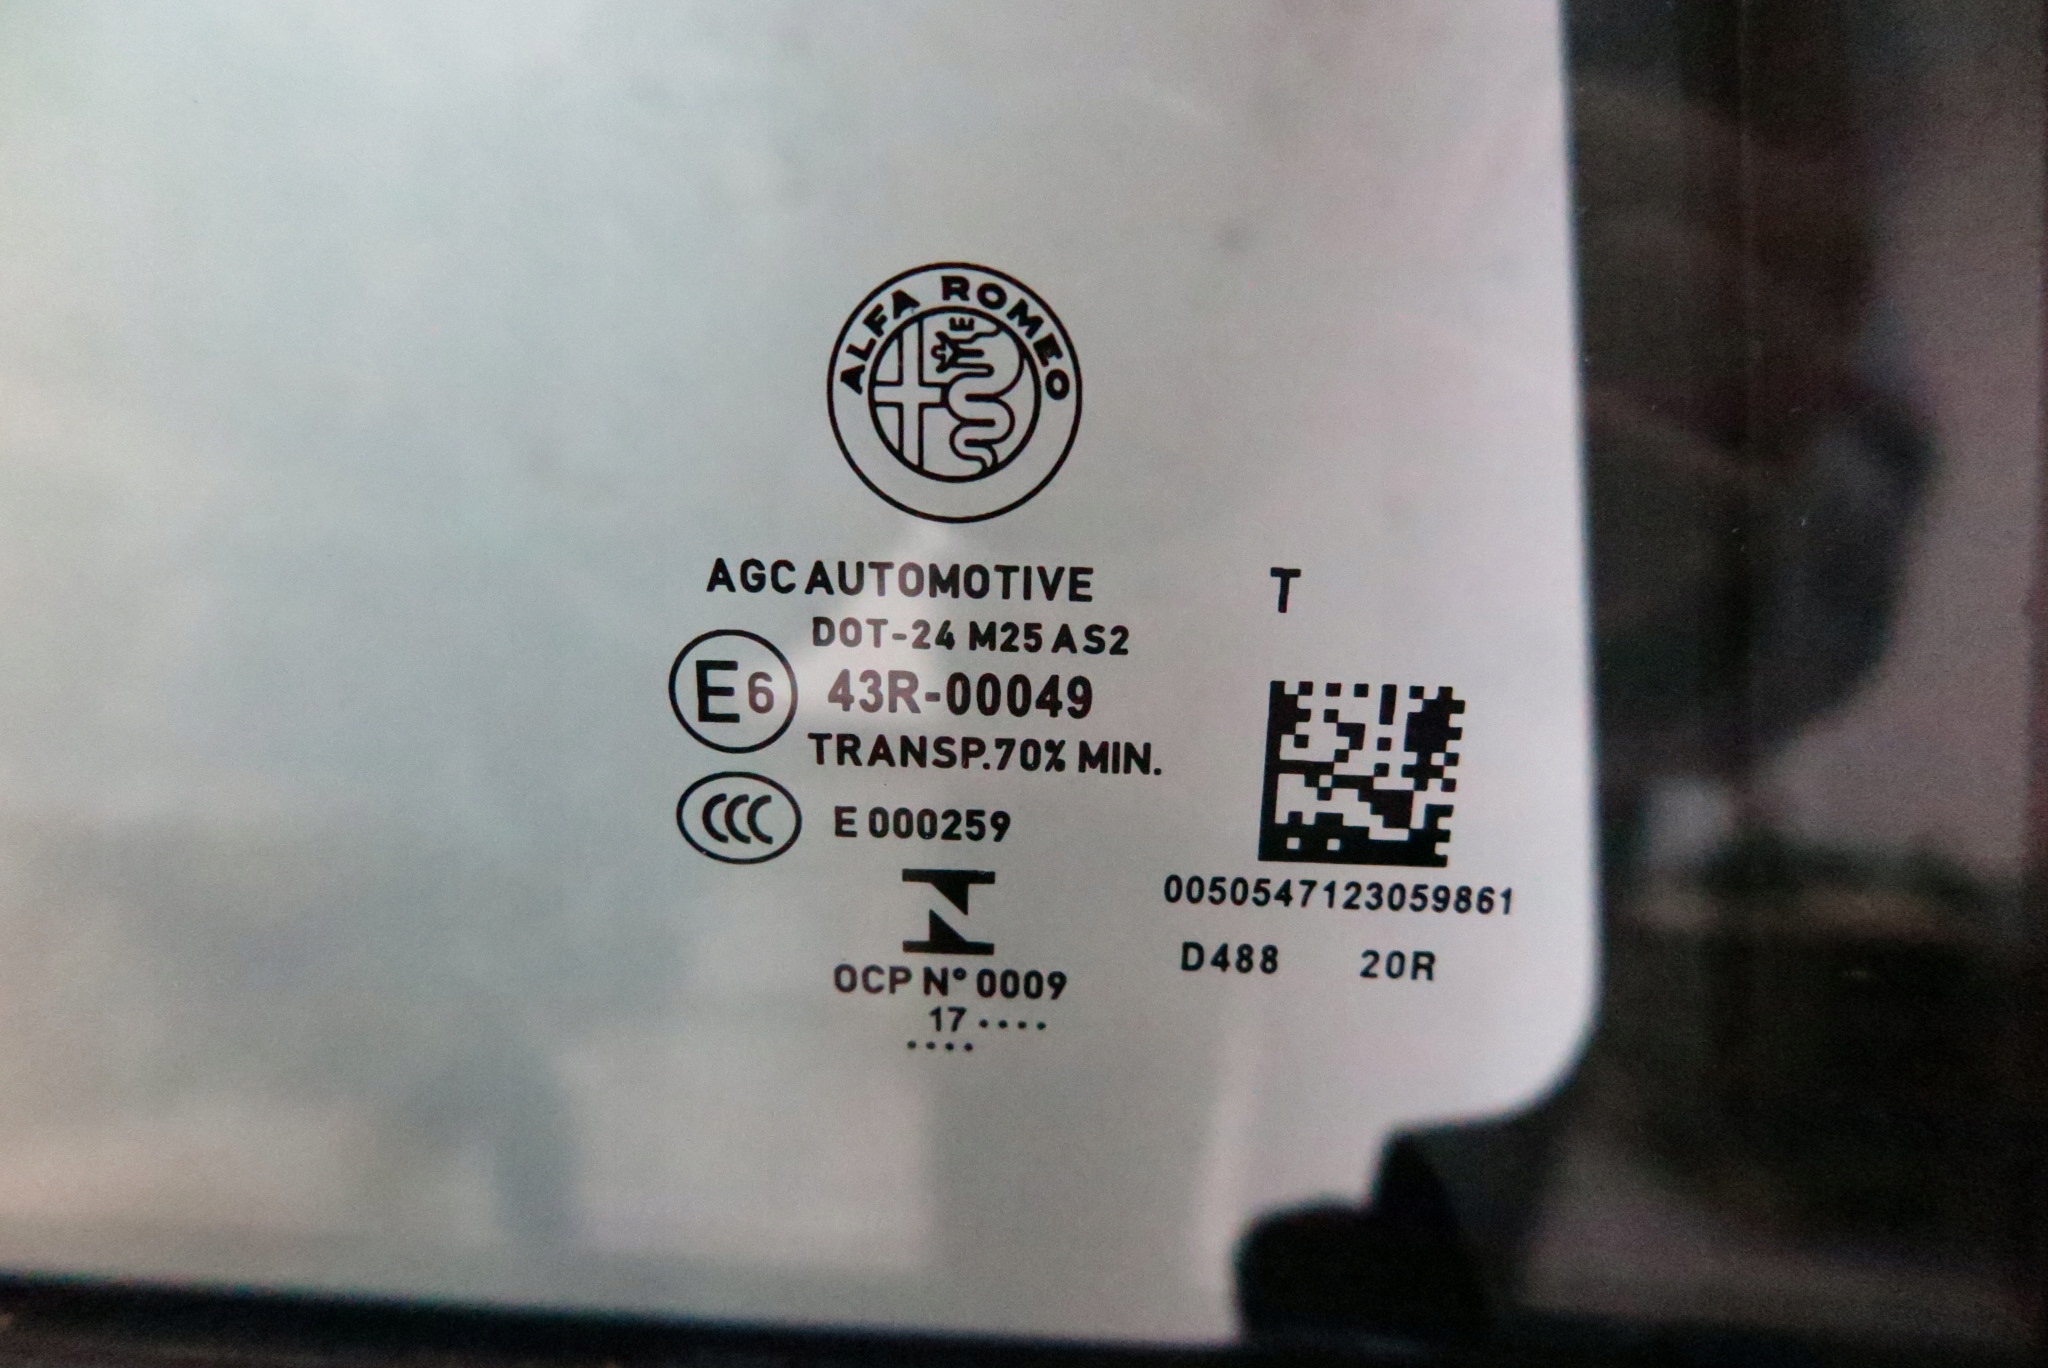 ALFA ROMEO
AGC AUTOMOTIVE
T
DOT-24 M25 AS2
E6
43R-00049
TRANSP.70% MIN.
CCC
E 000259
OCP N° 0009
17 ····
····
0050547123059861
D488 20R